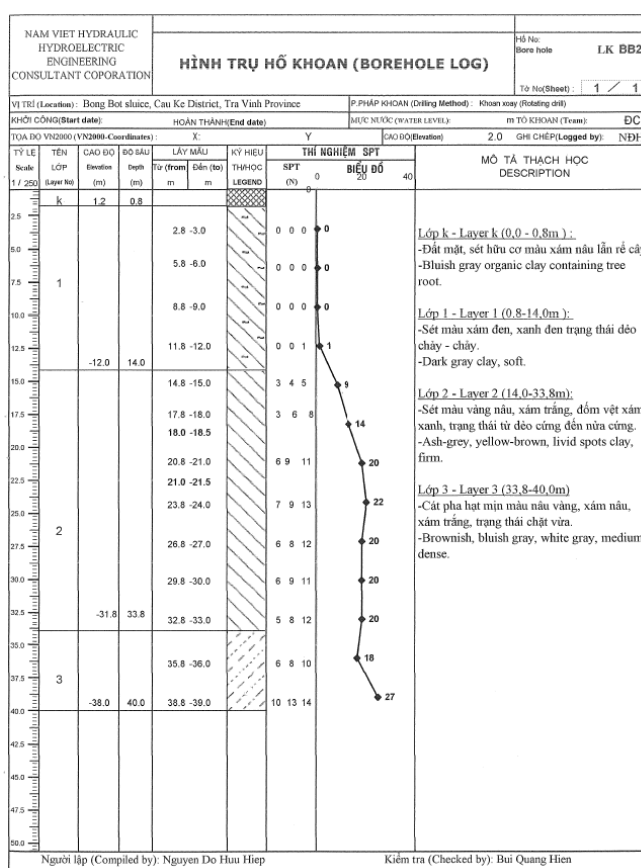 NAM VIET HYDRAULIC
HYDROELECTRIC
ENGINEERING
CONSULTANT COPORATION
HÌNH TRỤ HỐ KHOAN (BOREHOLE LOG)
Hố No:
Bore hole LK BB2
Tờ No(Sheet): 1 / 1
VỊ TRÍ (Location): Bong Bot sluice, Cau Ke District, Tra Vinh Province
P.PHÁP KHOAN (Drilling Method): Khoan xoay (Rotating drill)
KHỞI CÔNG(Start date): HOÀN THÀNH(End date)
MỰC NƯỚC (WATER LEVEL): m TỔ KHOAN (Team): ĐC
TỌA ĐỘ VN2000 (VN2000-Coordinates): X: Y
CAO ĐỘ(Elevation) 2.0 GHI CHÉP(Logged by): NĐH
TỶ LỆ TÊN CAO ĐỘ ĐỘ SÂU LẤY MẪU KÝ HIỆU THÍ NGHIỆM SPT
Scale LỚP Elevation Depth Từ (from Đến (to) TH/HỌC SPT BIỂU ĐỒ
1 / 250 (Layer No) (m) (m) m m LEGEND (N) 0 20 40
0
MÔ TẢ THẠCH HỌC
DESCRIPTION
k 1.2 0.8
2.5
2.8 -3.0 0 0 0 0
5.0
5.8 -6.0 0 0 0 0
1
7.5
8.8 -9.0 0 0 0 0
10.0
11.8 -12.0 0 0 1 1
12.5
-12.0 14.0
15.0
14.8 -15.0 3 4 5 9
17.5
17.8 -18.0 3 6 8 14
18.0 -18.5
20.0
20.8 -21.0 6 9 11 20
21.0 -21.5
22.5
23.8 -24.0 7 9 13 22
25.0
2
26.8 -27.0 6 8 12 20
27.5
29.8 -30.0 6 9 11 20
30.0
-31.8 33.8
32.5
32.8 -33.0 5 8 12 20
35.0
35.8 -36.0 6 8 10 18
3
37.5
-38.0 40.0 38.8 -39.0 10 13 14 27
40.0
42.5
45.0
47.5
50.0
Lớp k - Layer k (0,0 - 0,8m ) :
-Đất mặt, sét hữu cơ màu xám nâu lẫn rễ cây
-Bluish gray organic clay containing tree
root.
Lớp 1 - Layer 1 (0.8-14,0m ):
-Sét màu xám đen, xanh đen trạng thái dẻo
chảy - chảy.
-Dark gray clay, soft.
Lớp 2 - Layer 2 (14,0-33,8m):
-Sét màu vàng nâu, xám trắng, đốm vệt xám
xanh, trạng thái từ dẻo cứng đến nửa cứng.
-Ash-grey, yellow-brown, livid spots clay,
firm.
Lớp 3 - Layer 3 (33,8-40,0m)
-Cát pha hạt mịn màu nâu vàng, xám nâu,
xám trắng, trạng thái chặt vừa.
-Brownish, bluish gray, white gray, medium
dense.
Người lập (Compiled by): Nguyen Do Huu Hiep
Kiểm tra (Checked by): Bui Quang Hien